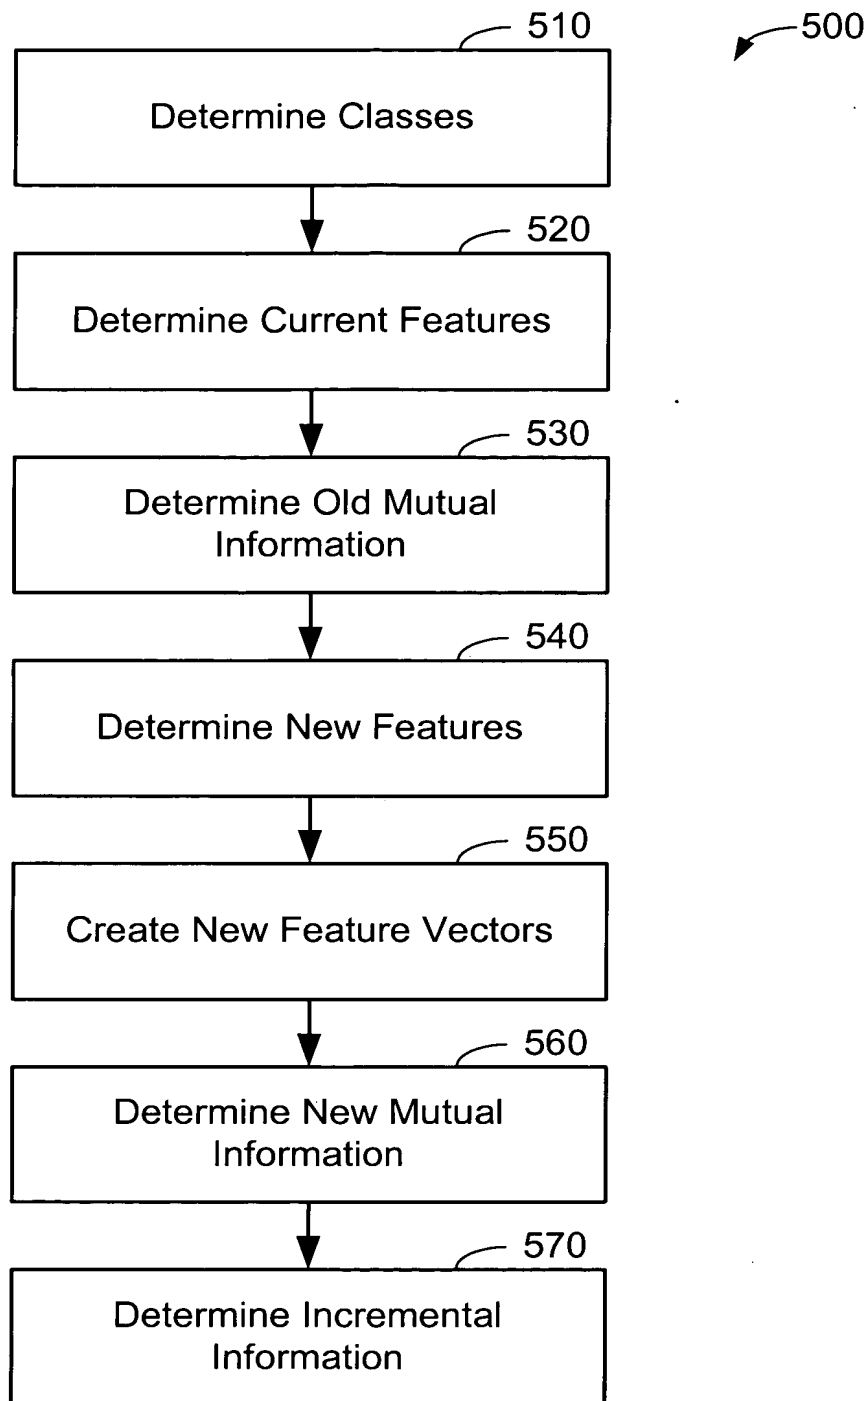 510
500
Determine Classes
520
Determine Current Features
530
Determine Old Mutual
Information
540
Determine New Features
550
Create New Feature Vectors
560
Determine New Mutual
Information
570
Determine Incremental
Information